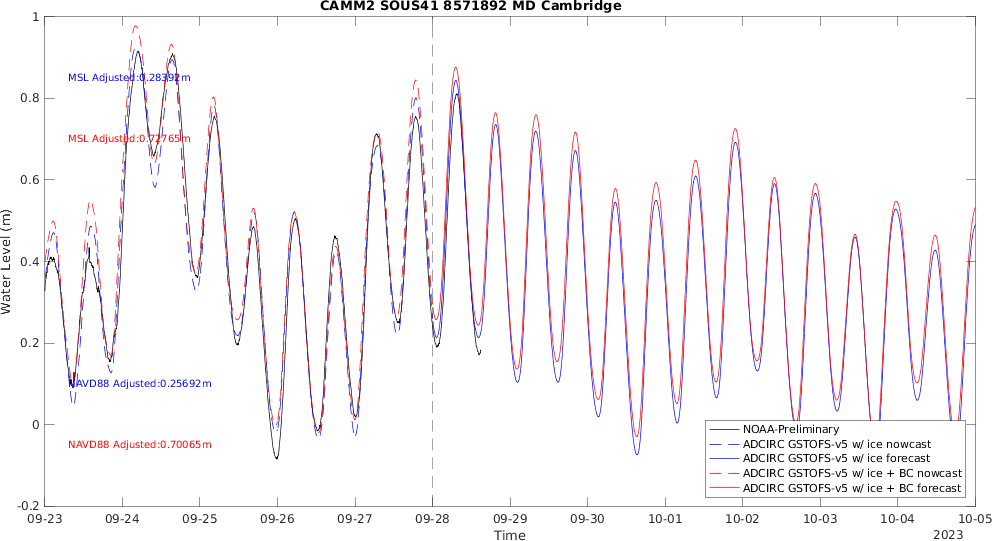 CAMM2 SOUS41 8571892 MD Cambridge
Water Level (m)
1
0.8
0.6
0.4
0.2
0
-0.2
MSL Adjusted:0.28392m
MSL Adjusted:0.72765m
NAVD88 Adjusted:0.25692m
NAVD88 Adjusted:0.70065m
NOAA-Preliminary
ADCIRC GSTOFS-v5 w/ ice nowcast
ADCIRC GSTOFS-v5 w/ ice forecast
ADCIRC GSTOFS-v5 w/ ice + BC nowcast
ADCIRC GSTOFS-v5 w/ ice + BC forecast
09-23 09-24 09-25 09-26 09-27 09-28 09-29 09-30 10-01 10-02 10-03 10-04 10-05
Time
2023